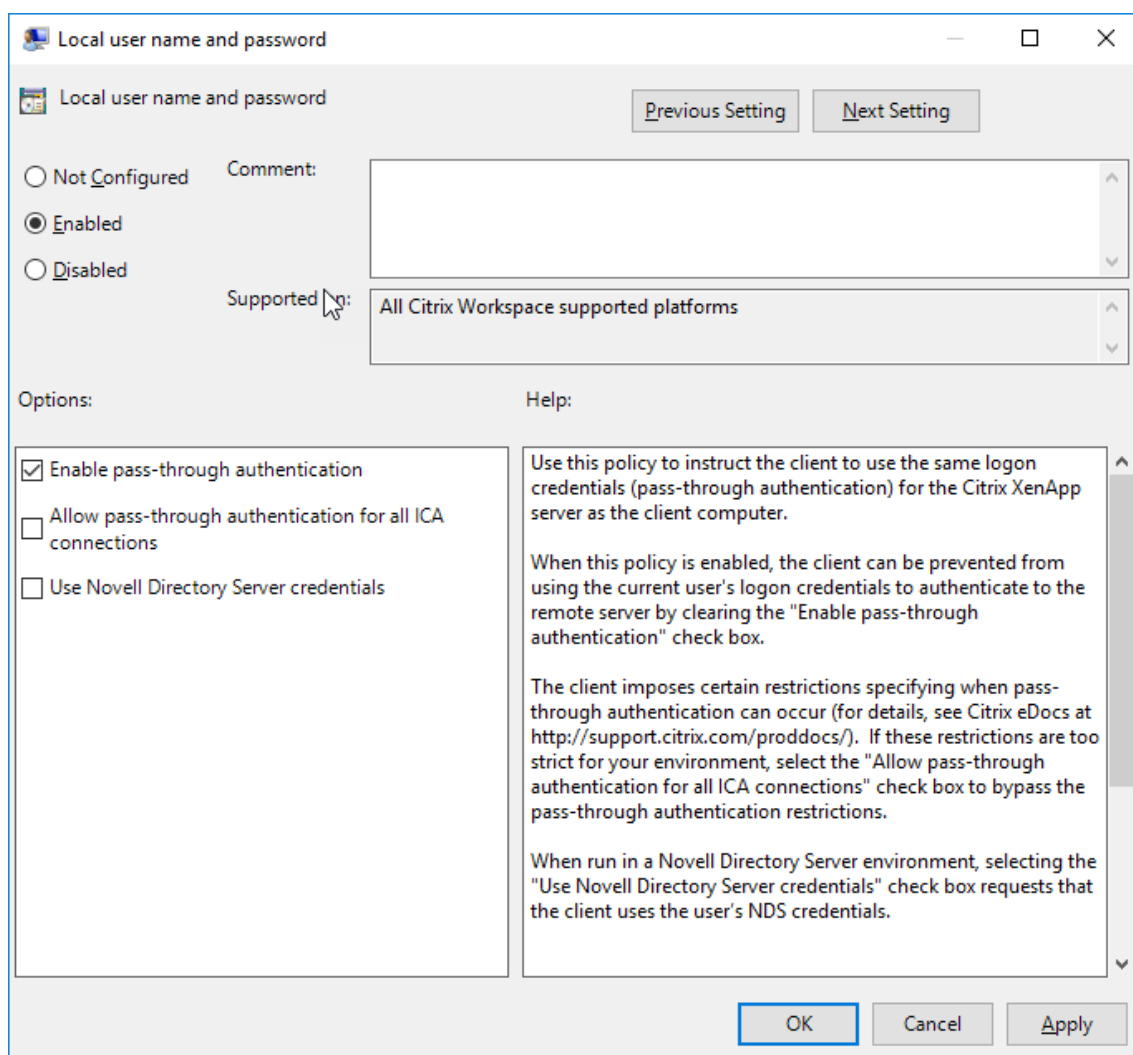 Local user name and password
Local user name and password
Previous Setting
Next Setting
Not Configured
Comment:
Enabled
Disabled
Supported
All Citrix Workspace supported platforms
Options:
Help:
Enable pass-through authentication
Allow pass-through authentication for all ICA
connections
Use Novell Directory Server credentials
Use this policy to instruct the client to use the same logon
credentials (pass-through authentication) for the Citrix XenApp
server as the client computer.
When this policy is enabled, the client can be prevented from
using the current user's logon credentials to authenticate to the
remote server by clearing the "Enable pass-through
authentication" check box.
The client imposes certain restrictions specifying when pass-
through authentication can occur (for details, see Citrix eDocs at
http://support.citrix.com/proddocs/).  If these restrictions are too
strict for your environment, select the "Allow pass-through
authentication for all ICA connections" check box to bypass the
pass-through authentication restrictions.
When run in a Novell Directory Server environment, selecting the
"Use Novell Directory Server credentials" check box requests that
the client uses the user's NDS credentials.
OK
Cancel
Apply